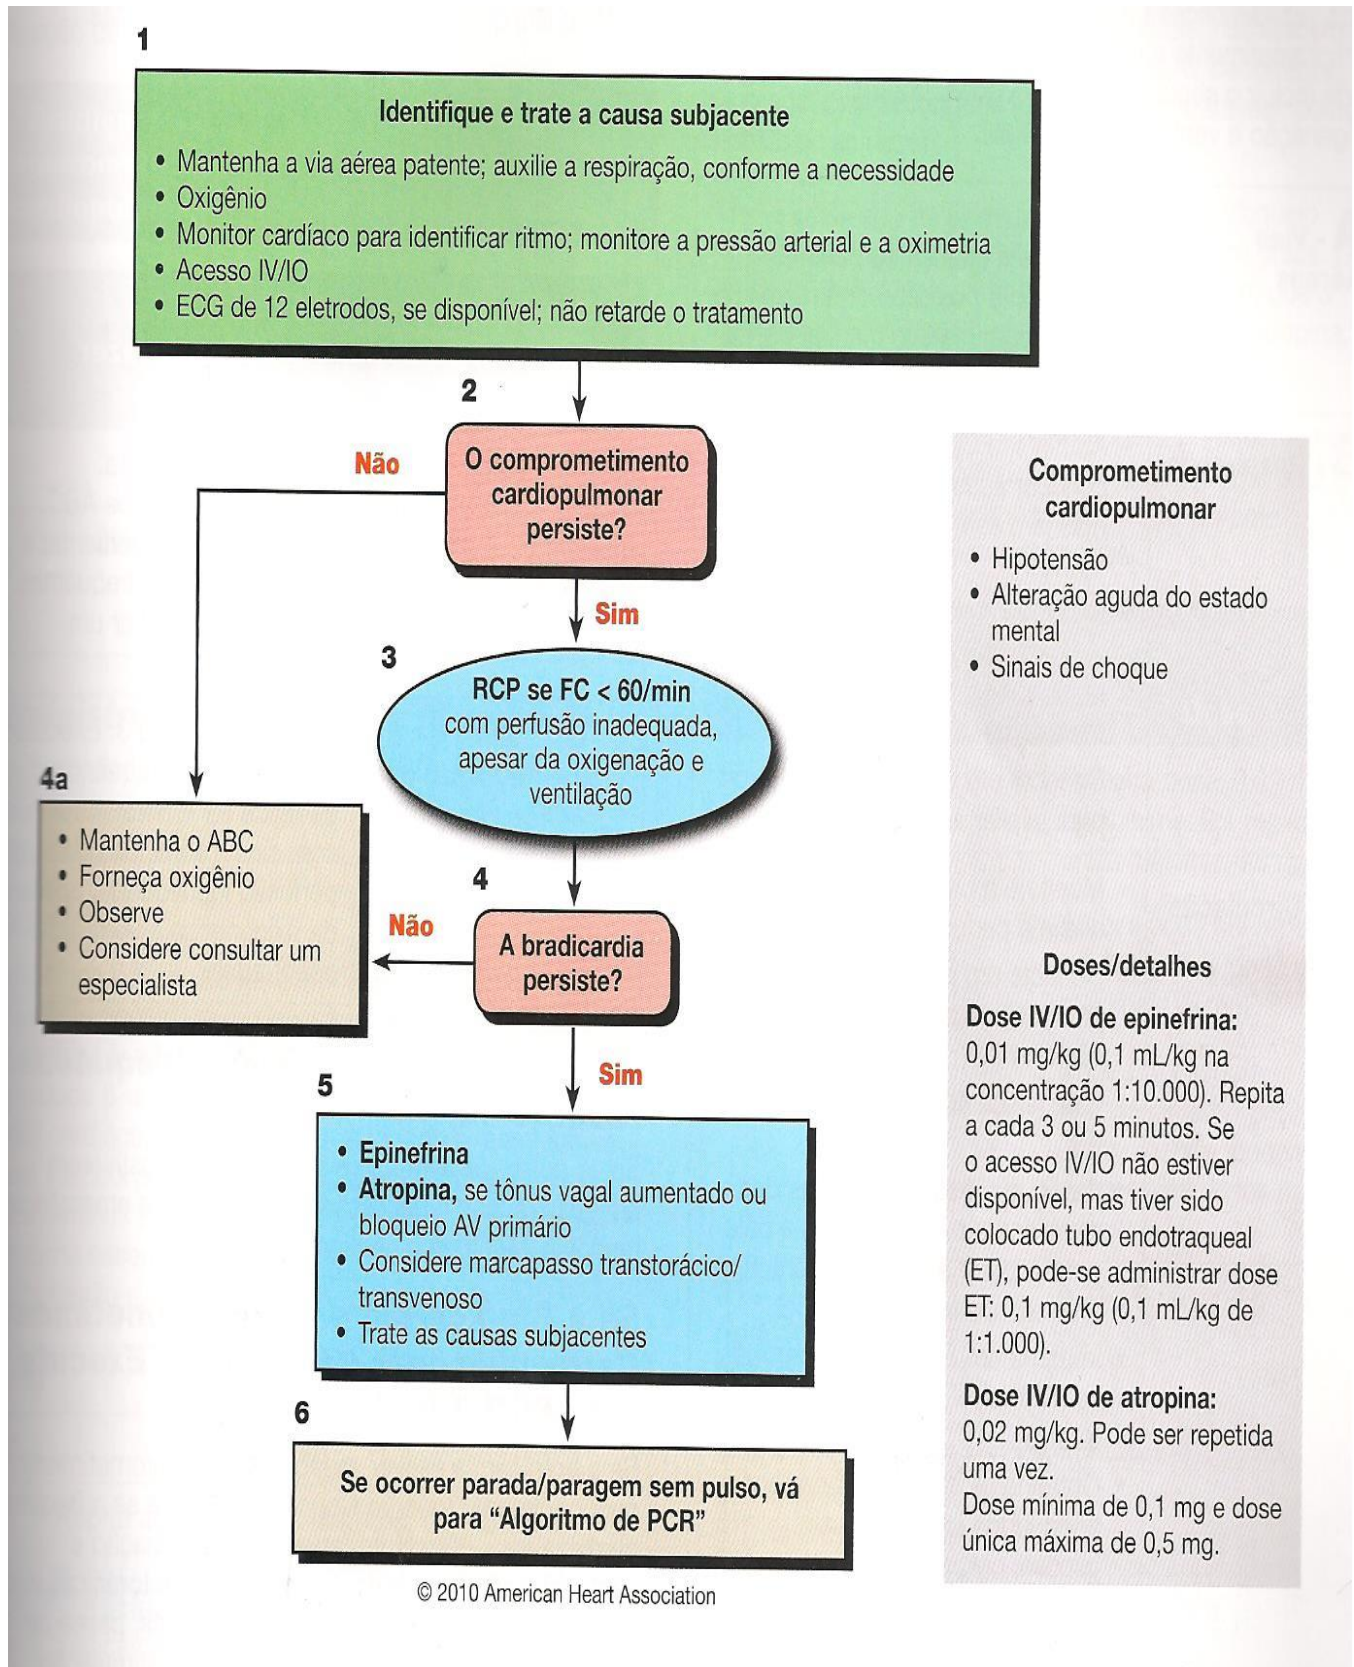 1
Identifique e trate a causa subjacente
• Mantenha a via aérea patente; auxilie a respiração, conforme a necessidade
• Oxigênio
• Monitor cardíaco para identificar ritmo; monitore a pressão arterial e a oximetria
• Acesso IV/IO
• ECG de 12 eletrodos, se disponível; não retarde o tratamento
2
O comprometimento
cardiopulmonar
persiste?
Não
Sim
3
RCP se FC < 60/min
com perfusão inadequada,
apesar da oxigenação e
ventilação
4a
• Mantenha o ABC
• Forneça oxigênio
• Observe
• Considere consultar um
especialista
4
A bradicardia
persiste?
Não
Sim
5
• Epinefrina
• Atropina, se tônus vagal aumentado ou
bloqueio AV primário
• Considere marcapasso transtorácico/
transvenoso
• Trate as causas subjacentes
6
Se ocorrer parada/paragem sem pulso, vá
para “Algoritmo de PCR”
© 2010 American Heart Association
Comprometimento
cardiopulmonar
• Hipotensão
• Alteração aguda do estado
mental
• Sinais de choque
Doses/detalhes
Dose IV/IO de epinefrina:
0,01 mg/kg (0,1 mL/kg na
concentração 1:10.000). Repita
a cada 3 ou 5 minutos. Se
o acesso IV/IO não estiver
disponível, mas tiver sido
colocado tubo endotraqueal
(ET), pode-se administrar dose
ET: 0,1 mg/kg (0,1 mL/kg de
1:1.000).
Dose IV/IO de atropina:
0,02 mg/kg. Pode ser repetida
uma vez.
Dose mínima de 0,1 mg e dose
única máxima de 0,5 mg.